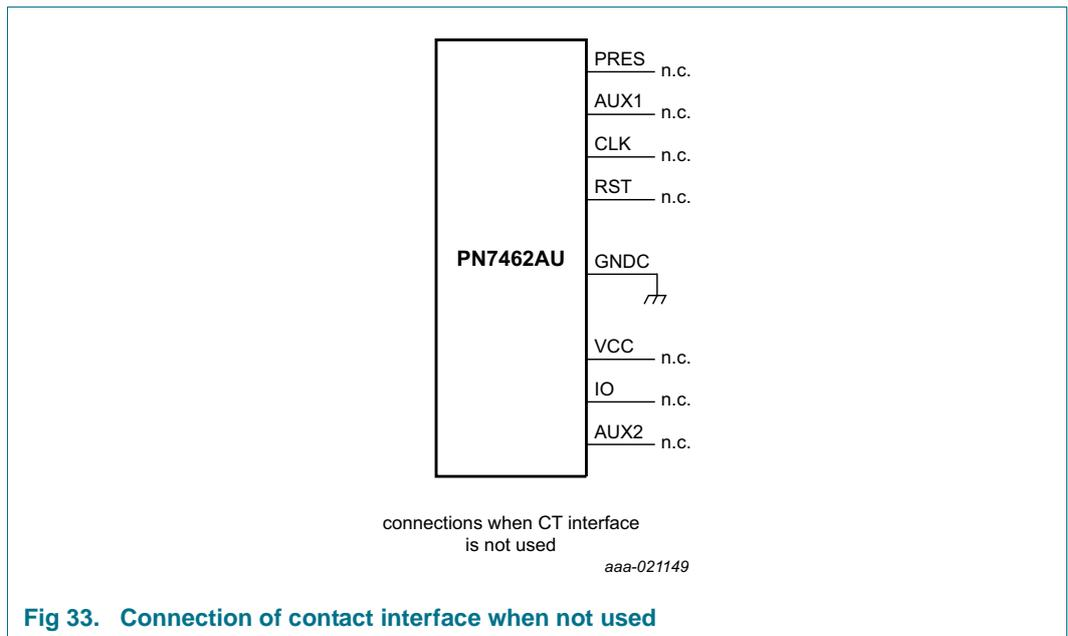 PRES
n.c.
AUX1
n.c.
CLK
n.c.
RST
n.c.
PN7462AU
GNDC
VCC
n.c.
IO
n.c.
AUX2
n.c.
connections when CT interface
is not used
aaa-021149
Fig 33. Connection of contact interface when not used